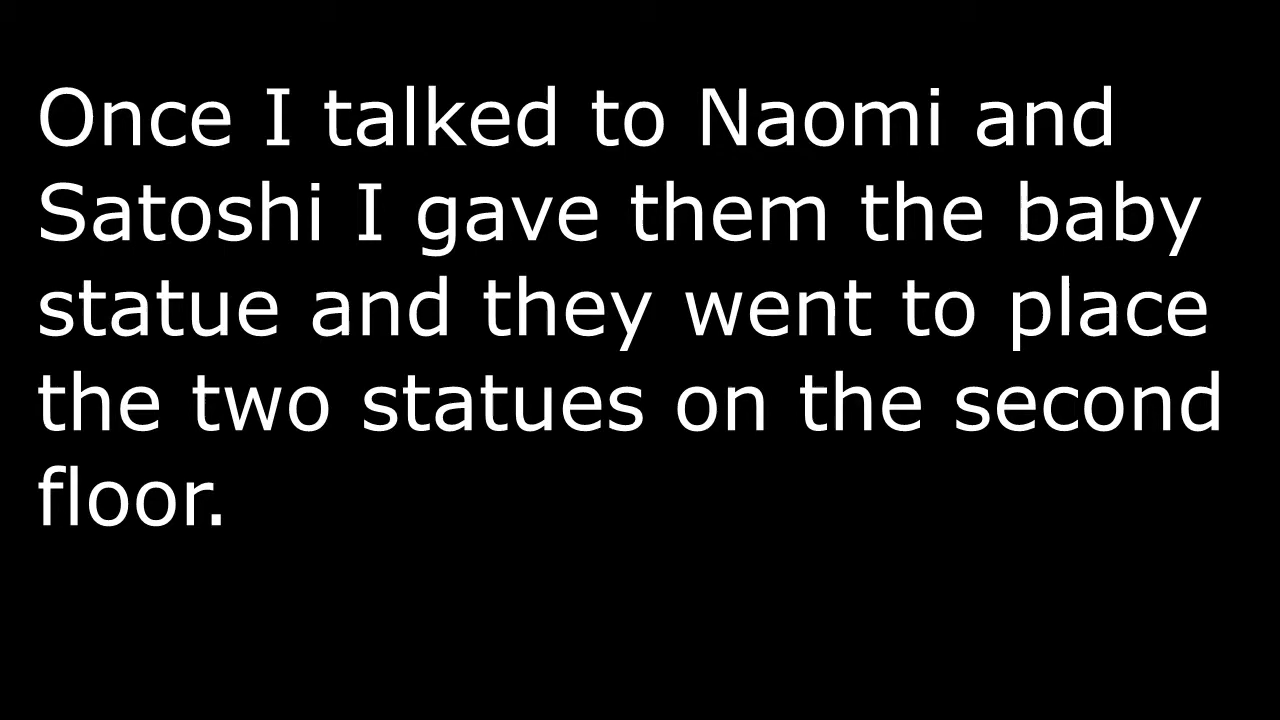 Once I talked to Naomi and
Satoshi I gave them the baby
statue and they went to place
the two statues on the second
floor.